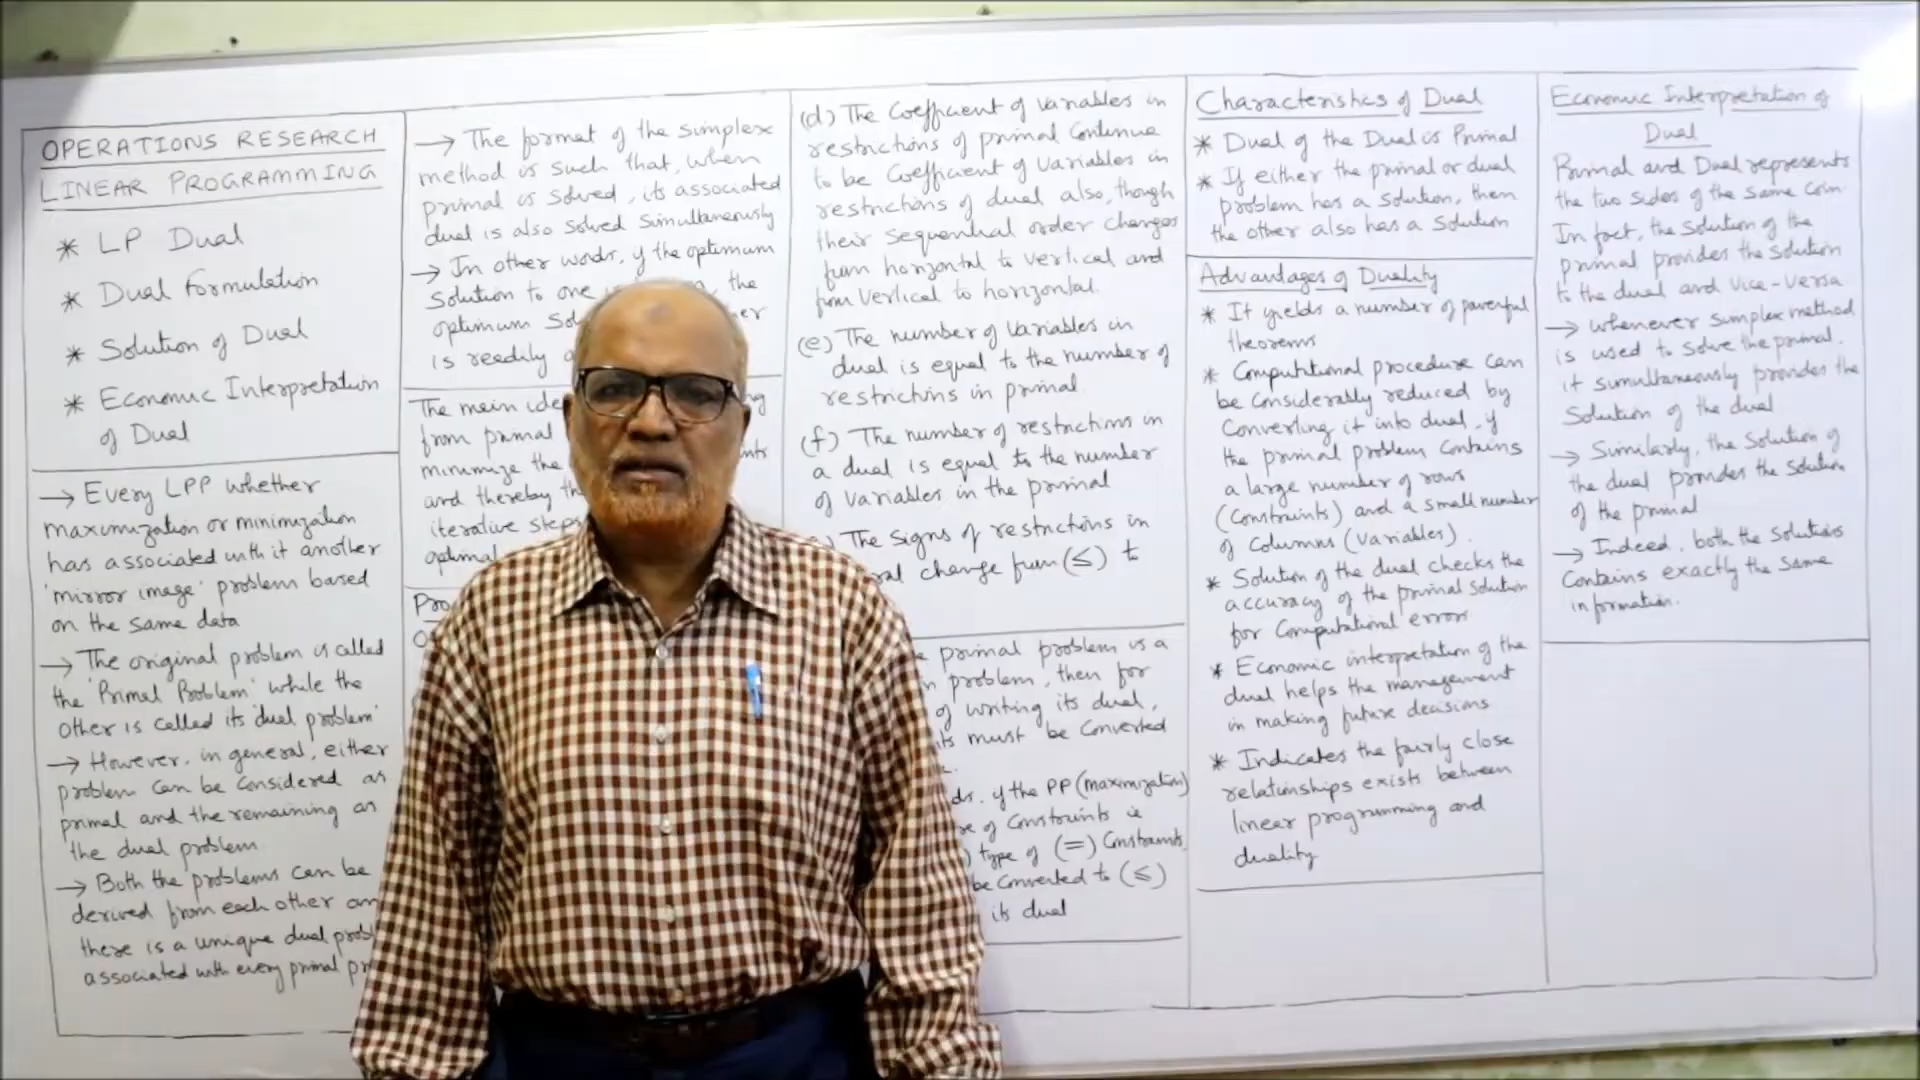 OPERATIONS RESEARCH
LINEAR PROGRAMMING
* LP Dual
* Dual Formulation
* Solution of Dual
* Economic Interpretation
of Dual
→ Every LPP whether
maximization or minimization
has associated with it another
'mirror image' problem based
on the same data
→ The original problem is called
the 'Primal Problem' while the
other is called its 'dual problem'
→ However, in general, either
problem can be considered as
primal and the remaining as
the dual problem
→ Both the problems can be
derived from each other an
there is a unique dual probl
associated with every primal pr
→ The format of the simplex
method is such that, when
primal is solved, its associated
dual is also solved simultaneously
→ In other words, if the optimum
solution to one the
optimum Sol her
is readily a
The main ide ng
from primal
minimize the ints
and thereby th
iterative steps
optimal
Pro
(d) The Coefficient of variables in
restrictions of primal Continue
to be Coefficient of variables in
restrictions of dual also, though
their sequential order changes
from horizontal to vertical and
from vertical to horizontal.
(e) The number of variables in
dual is equal to the number of
restrictions in primal.
(f) The number of restrictions in
a dual is equal to the number
of variables in the primal
) The signs of restrictions in
al change from (≤) to
e primal problem is a
n problem, then for
of writing its dual,
ts must be converted
ds, if the PP (maximization)
re of constraints ie
) type of (=) Constraints
be converted to (≤)
its dual
Characteristics of Dual
* Dual of the Dual is Primal
* If either the primal or dual
problem has a solution, then
the other also has a solution
Advantages of Duality
* It yields a number of powerful
theorems
* Computational procedure can
be considerably reduced by
converting it into dual, if
the primal problem contains
a large number of rows
(Constraints) and a small number
of Columns (variables).
* Solution of the dual checks the
accuracy of the primal solution
for computational errors
* Economic interpretation of the
dual helps the management
in making future decisions
* Indicates the fairly close
relationships exists between
linear programming and
duality
Economic Interpretation of
Dual
Primal and Dual represents
the two sides of the same coin.
In fact, the solution of the
primal provides the solution
to the dual and vice-versa
→ whenever simplex method
is used to solve the primal,
it simultaneously provides the
solution of the dual
→ Similarly, the solution of
the dual provides the solution
of the primal
→ Indeed, both the solutions
Contains exactly the same
information.